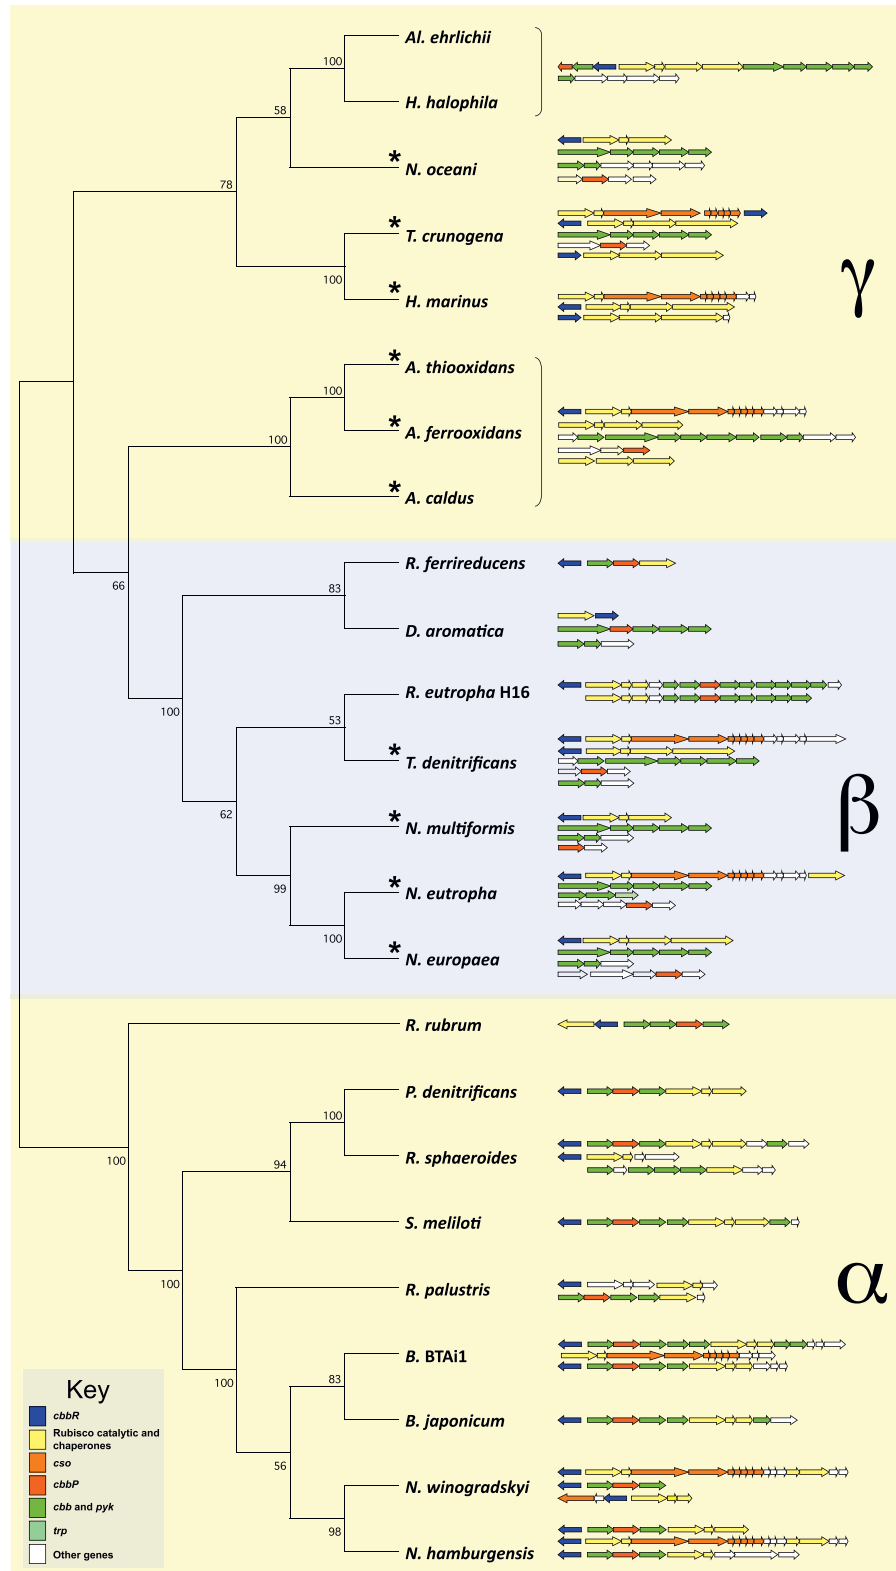 Al. ehrlichii
100
H. halophila
58
* N. oceani
78
* T. crunogena
γ
100
* H. marinus
* A. thiooxidans
100
* A. ferrooxidans
100
* A. caldus
R. ferrireducens
66
83
D. aromatica
R. eutropha H16
100
53
* T. denitrificans
β
62
* N. multiformis
99
* N. eutropha
100
* N. europaea
R. rubrum
P. denitrificans
100
R. sphaeroides
100
94
S. meliloti
100
R. palustris
α
B. BTAi1
100
83
B. japonicum
56
N. winogradskyi
98
N. hamburgensis
Key
cbbR
Rubisco catalytic and
chaperones
cso
cbbP
cbb and pyk
trp
Other genes